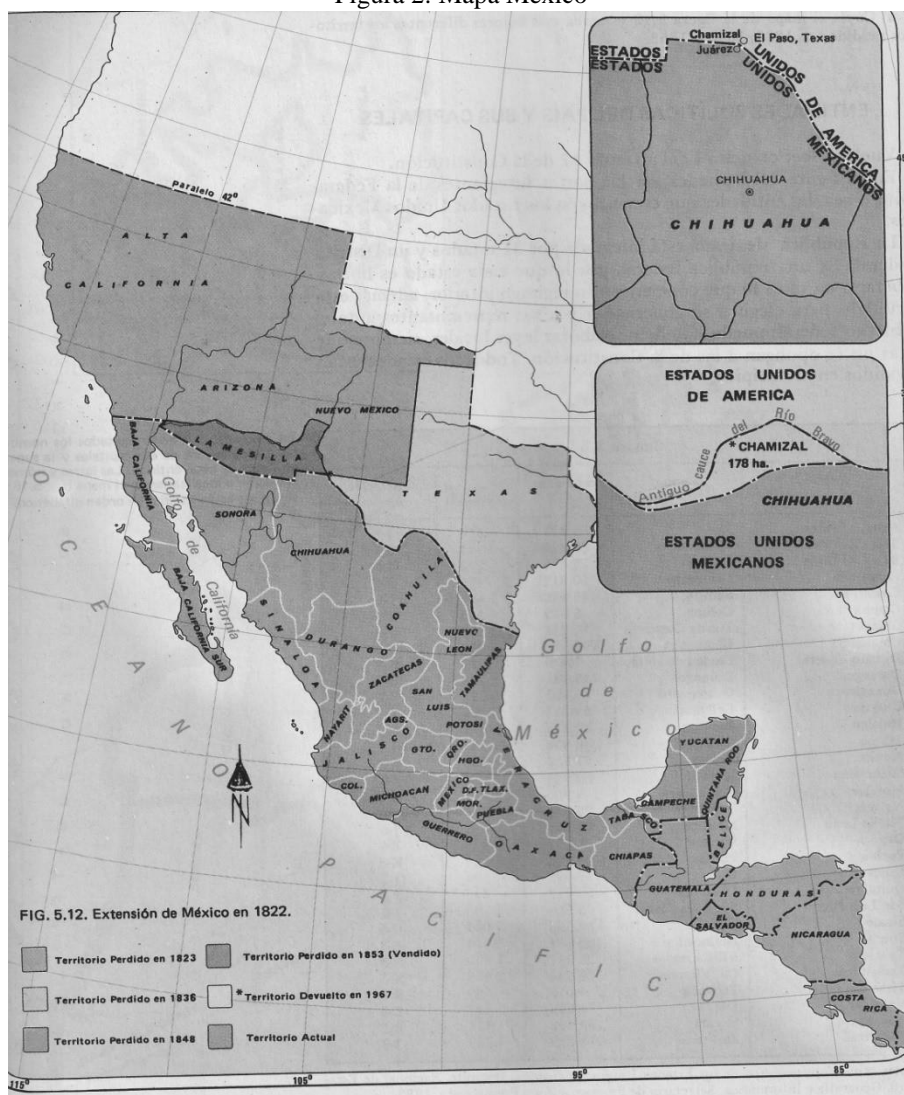 Figura 2. Mapa México
Chamizal
El Paso, Texas
Juárez
ESTADOS
ESTADOS
UNIDOS DE AMERICA
UNIDOS MEXICANOS
CHIHUAHUA
CHIHUAHUA
ESTADOS UNIDOS
DE AMERICA
Antiguo cauce del Río Bravo
* CHAMIZAL
178 ha.
CHIHUAHUA
ESTADOS UNIDOS
MEXICANOS
Paralelo 42º
ALTA
CALIFORNIA
ARIZONA
NUEVO MEXICO
LA MESILLA
TEXAS
BAJA CALIFORNIA
Golfo de California
SONORA
CHIHUAHUA
COAHUILA
BAJA CALIFORNIA SUR
SINALOA
DURANGO
NUEVO
LEON
TAMAULIPAS
ZACATECAS
SAN
LUIS
POTOSI
NAYARIT
AGS.
JALISCO
GTO.
QRO.
HGO.
VERACRUZ
COL.
MICHOACAN
MEXICO
D.F.
TLAX.
MOR.
PUEBLA
GUERRERO
OAXACA
TABASCO
CHIAPAS
CAMPECHE
YUCATAN
QUINTANA ROO
BELICE
GUATEMALA
HONDURAS
EL
SALVADOR
NICARAGUA
COSTA
RICA
Golfo
de
México
OCEANO
PACIFICO
N
FIG. 5.12. Extensión de México en 1822.
Territorio Perdido en 1823
Territorio Perdido en 1853 (Vendido)
Territorio Perdido en 1836
* Territorio Devuelto en 1967
Territorio Perdido en 1848
Territorio Actual
115º
105º
95º
85º